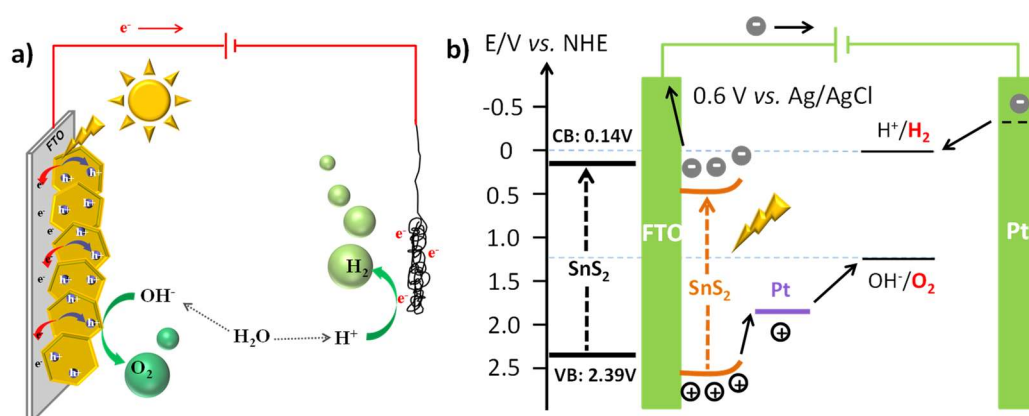 a)
e⁻
FTO
h⁺
h⁺
e⁻
h⁺
h⁺
e⁻
h⁺
e⁻
h⁺
h⁺
e⁻
h⁺
e⁻
h⁺
e⁻
h⁺
e⁻
OH⁻
O₂
H₂O
H⁺
H₂
e⁻
e⁻
e⁻
b)
E/V vs. NHE
-0.5
0
0.5
1.0
1.5
2.0
2.5
CB: 0.14V
SnS₂
VB: 2.39V
FTO
0.6 V vs. Ag/AgCl
SnS₂
Pt
H⁺/H₂
OH⁻/O₂
Pt